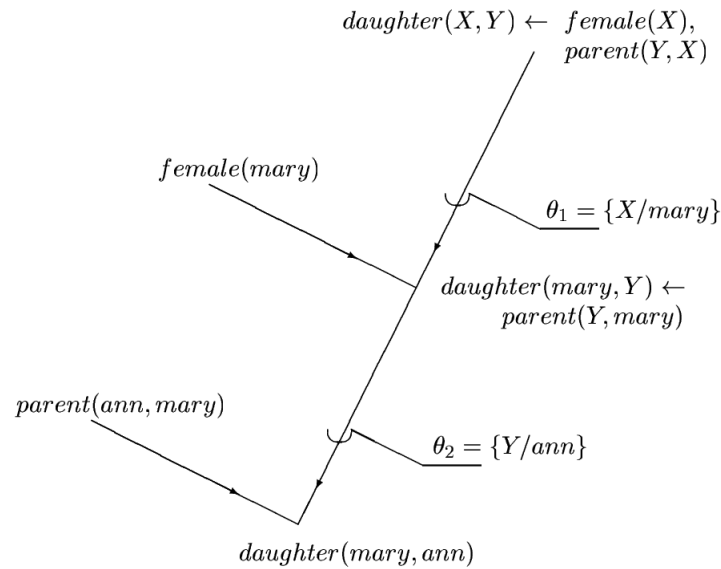 daughter(X, Y) ← female(X),
parent(Y, X)
female(mary)
θ₁ = {X/mary}
daughter(mary, Y) ←
parent(Y, mary)
parent(ann, mary)
θ₂ = {Y/ann}
daughter(mary, ann)